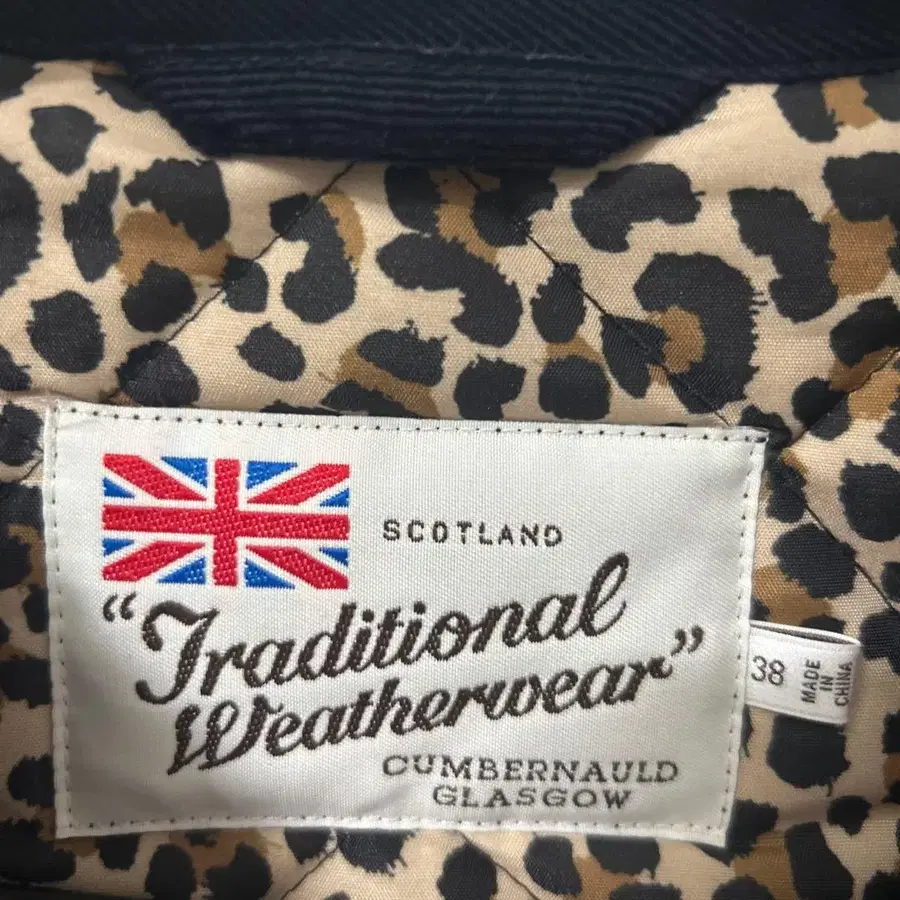 SCOTLAND
“Traditional
Weatherwear”
CUMBERNAULD
GLASGOW
38
MADE
IN
CHINA